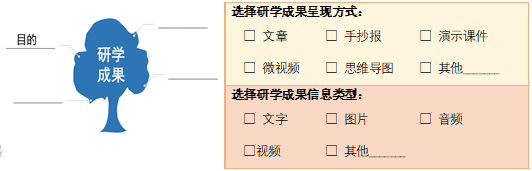 目的
研学
成果
选择研学成果呈现方式：
□ 文章 □ 手抄报 □ 演示课件
□ 微视频 □ 思维导图 □ 其他______
选择研学成果信息类型：
□ 文字 □ 图片 □ 音频
□视频 □ 其他______